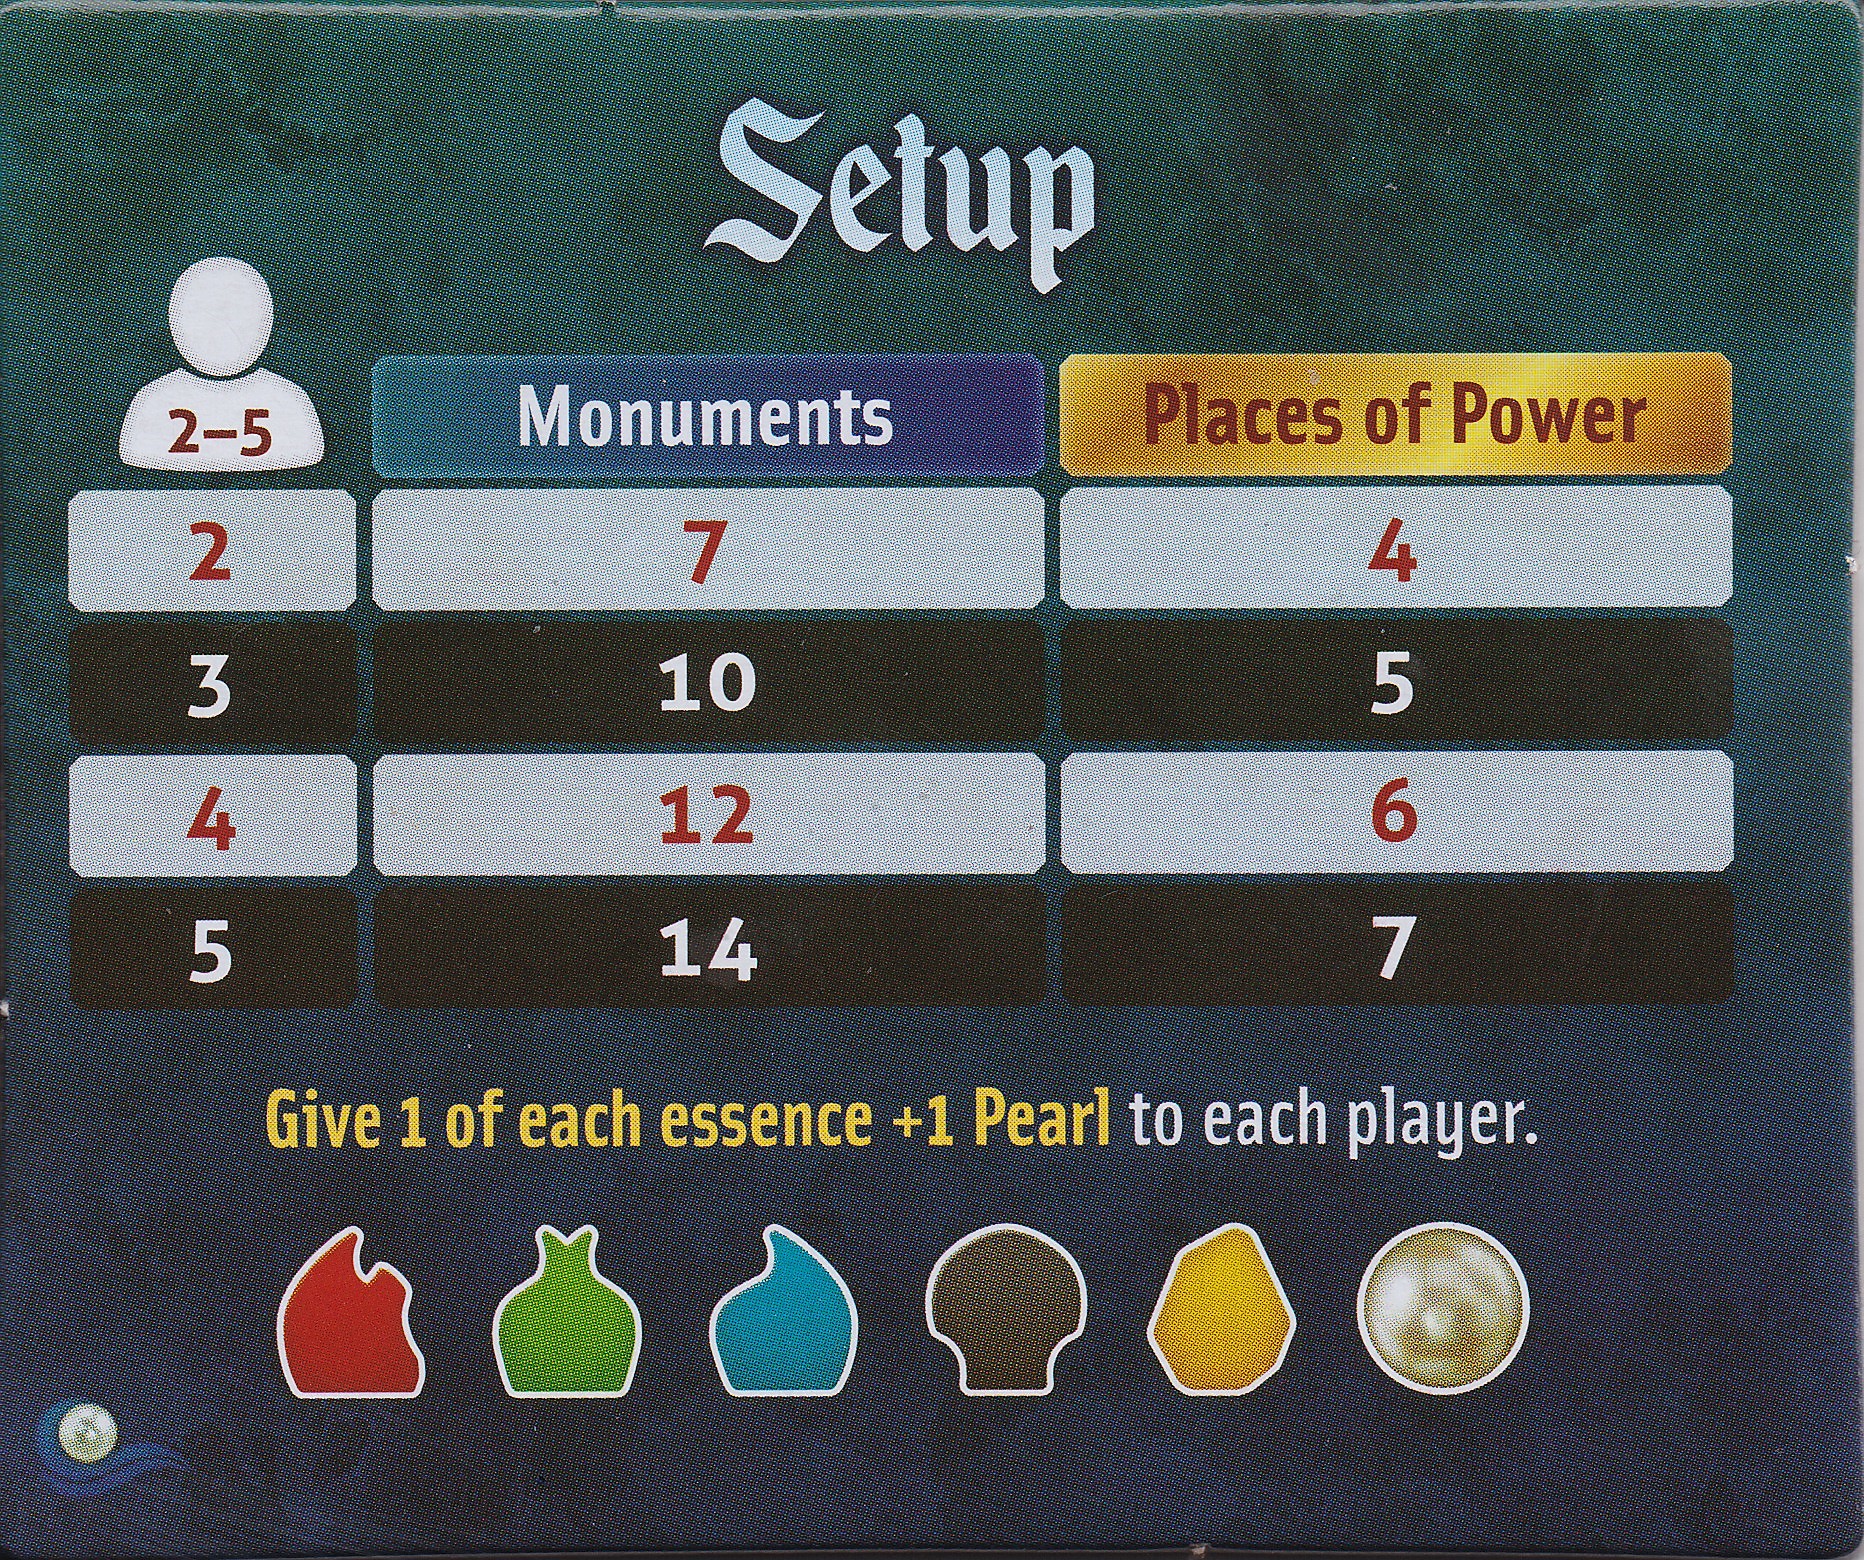 Setup
2–5 Monuments Places of Power
2 7 4
3 10 5
4 12 6
5 14 7
Give 1 of each essence +1 Pearl to each player.